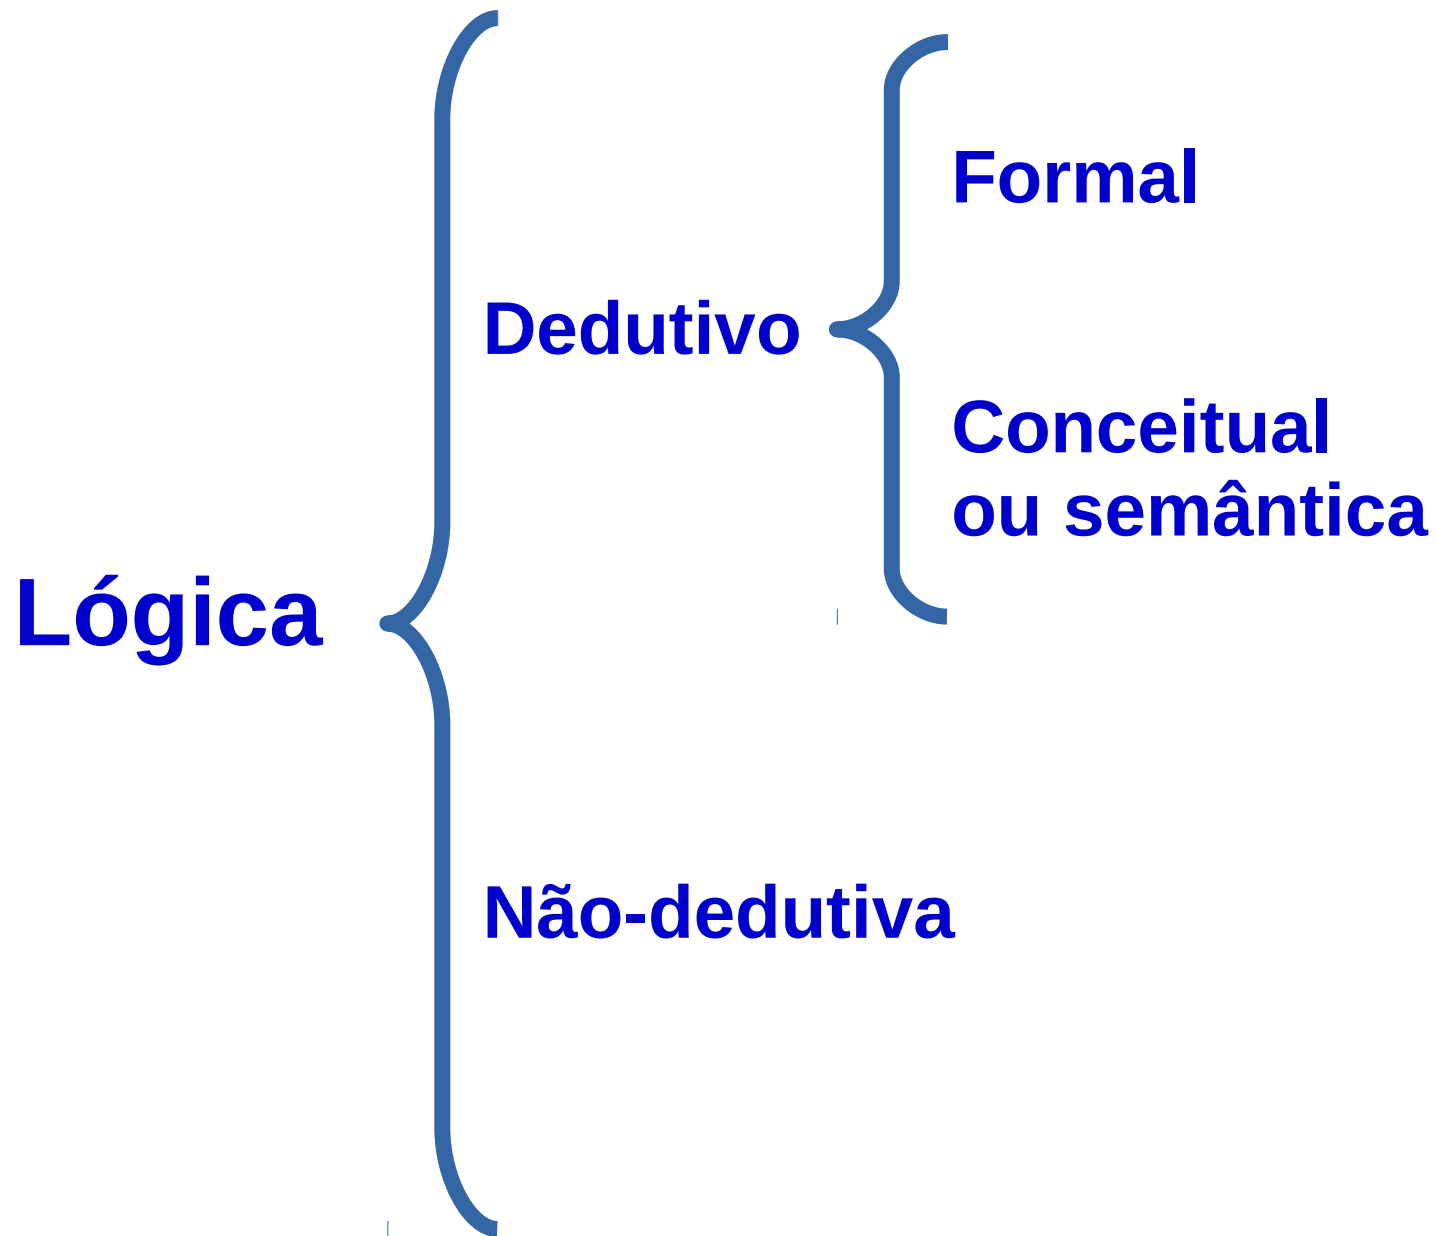 Lógica
Dedutivo
Formal
Conceitual
ou semântica
Não-dedutiva